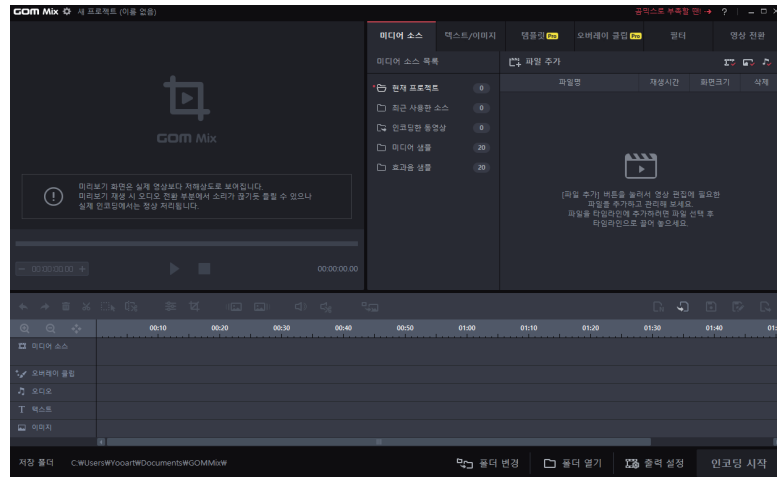 GOM Mix 새 프로젝트 (이름 없음)
곰믹스로 부족할 땐! → ?
미디어 소스 텍스트/이미지 템플릿 Pro 오버레이 클립 Pro 필터 영상 전환
미디어 소스 목록 파일 추가
파일명 재생시간 화면크기 삭제
현재 프로젝트 0
최근 사용한 소스 0
인코딩한 동영상 0
미디어 샘플 20
효과음 샘플 20
GOM Mix
미리보기 화면은 실제 영상보다 저해상도로 보여집니다.
미리보기 재생 시 오디오 전환 부분에서 소리가 끊기듯 들릴 수 있으나
실제 인코딩에서는 정상 처리됩니다.
[파일 추가] 버튼을 눌러서 영상 편집에 필요한
파일을 추가하고 관리해 보세요.
파일을 타임라인에 추가하려면 파일 선택 후
타임라인으로 끌어 놓으세요.
00:00:00.00 00:00:00.00
00:10 00:20 00:30 00:40 00:50 01:00 01:10 01:20 01:30 01:40 01:
미디어 소스
오버레이 클립
오디오
텍스트
이미지
저장 폴더 C:₩Users₩Yooart₩Documents₩GOMMix₩ 폴더 변경 폴더 열기 출력 설정 인코딩 시작